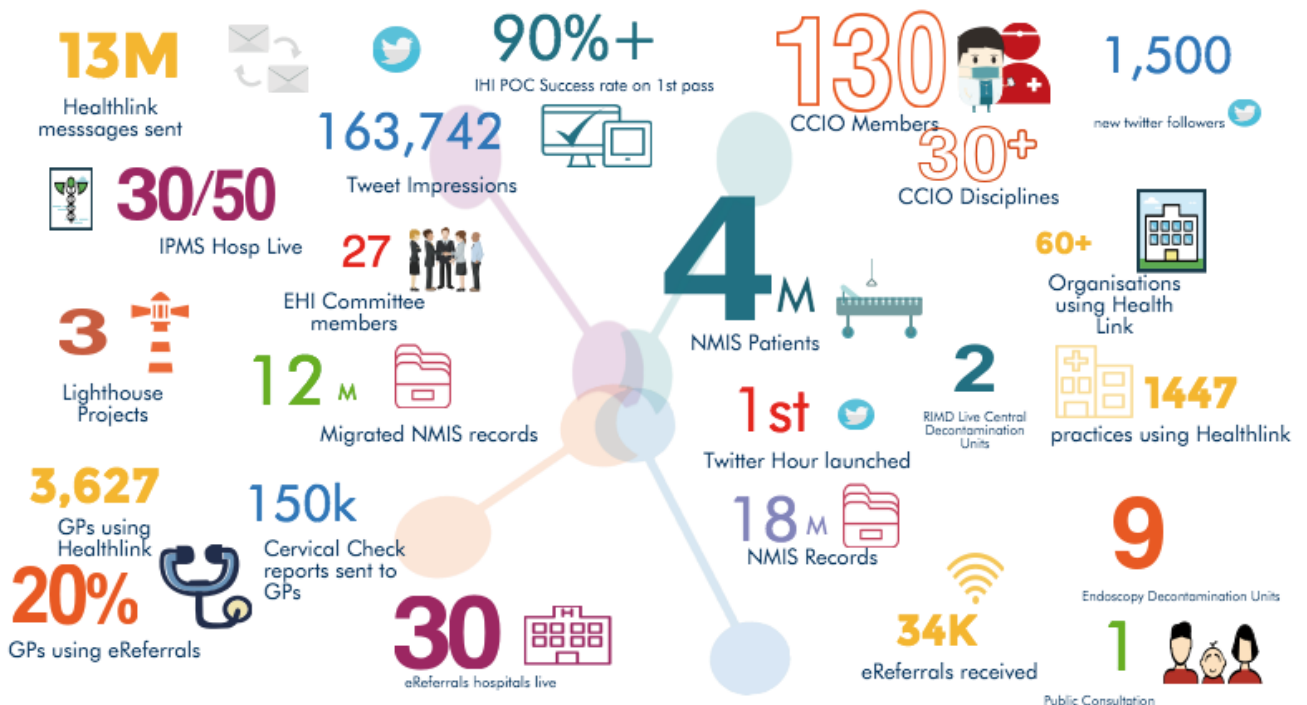 13M
Healthlink
messsages sent
163,742
Tweet Impressions
90%+
IHI POC Success rate on 1st pass
130
CCIO Members
30+
CCIO Disciplines
1,500
new twitter followers
30/50
IPMS Hosp Live
27
EHI Committee
members
4 M
NMIS Patients
60+
Organisations
using Health
Link
3
Lighthouse
Projects
12 M
Migrated NMIS records
1st
Twitter Hour launched
2
RIMD Live Central
Decontamination
Units
1447
practices using Healthlink
3,627
GPs using
Healthlink
150k
Cervical Check
reports sent to
GPs
18 M
NMIS Records
9
Endoscopy Decontamination Units
20%
GPs using eReferrals
30
H
eReferrals hospitals live
34K
eReferrals received
1
Public Consultation